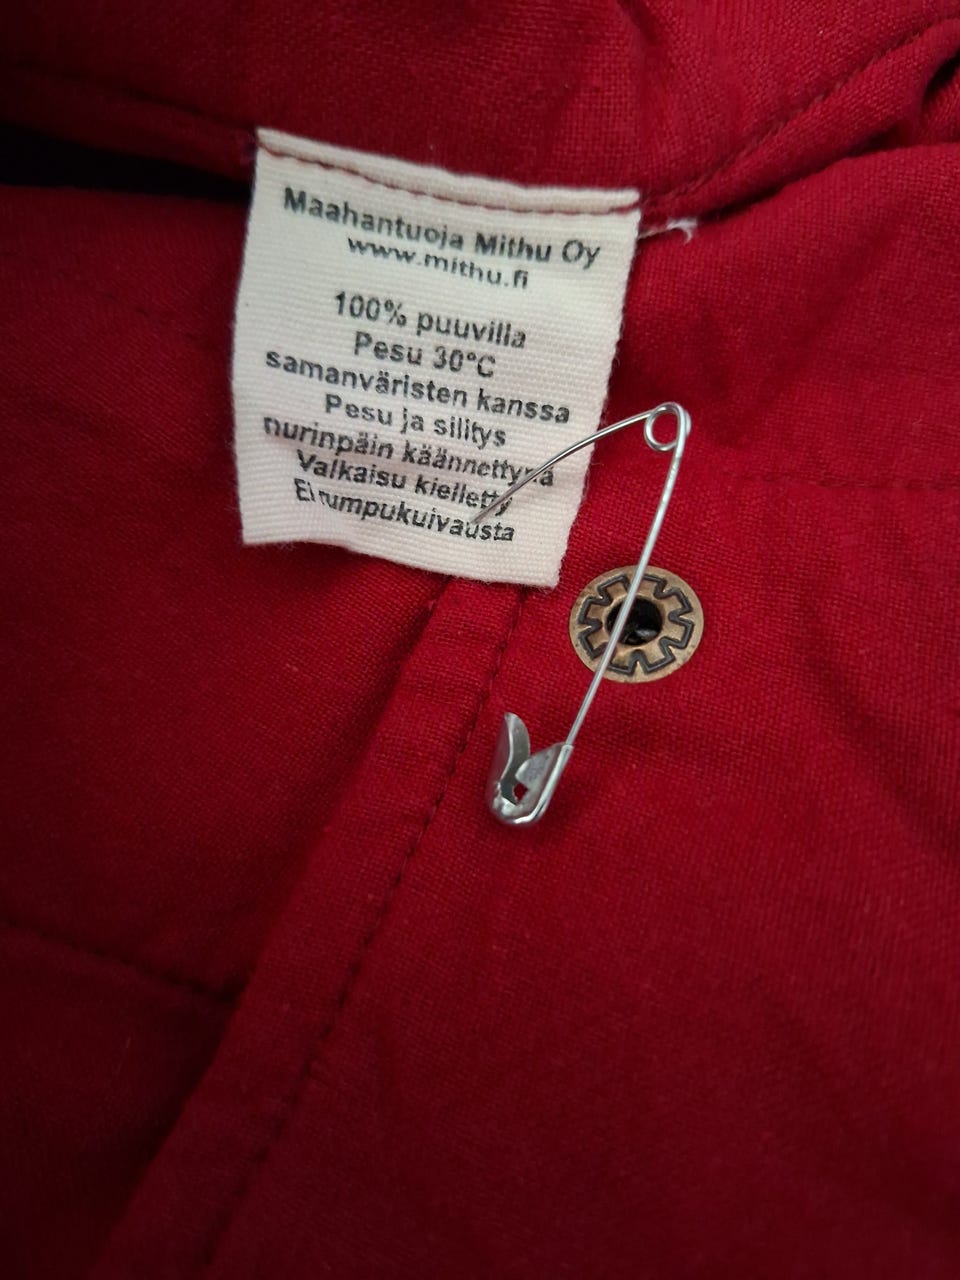 Maahantuoja Mithu Oy
www.mithu.fi
100% puuvilla
Pesu 30°C
samanväristen kanssa
Pesu ja silitys
nurinpäin käännettynä
Valkaisu kielletty
Ei rumpukuivausta